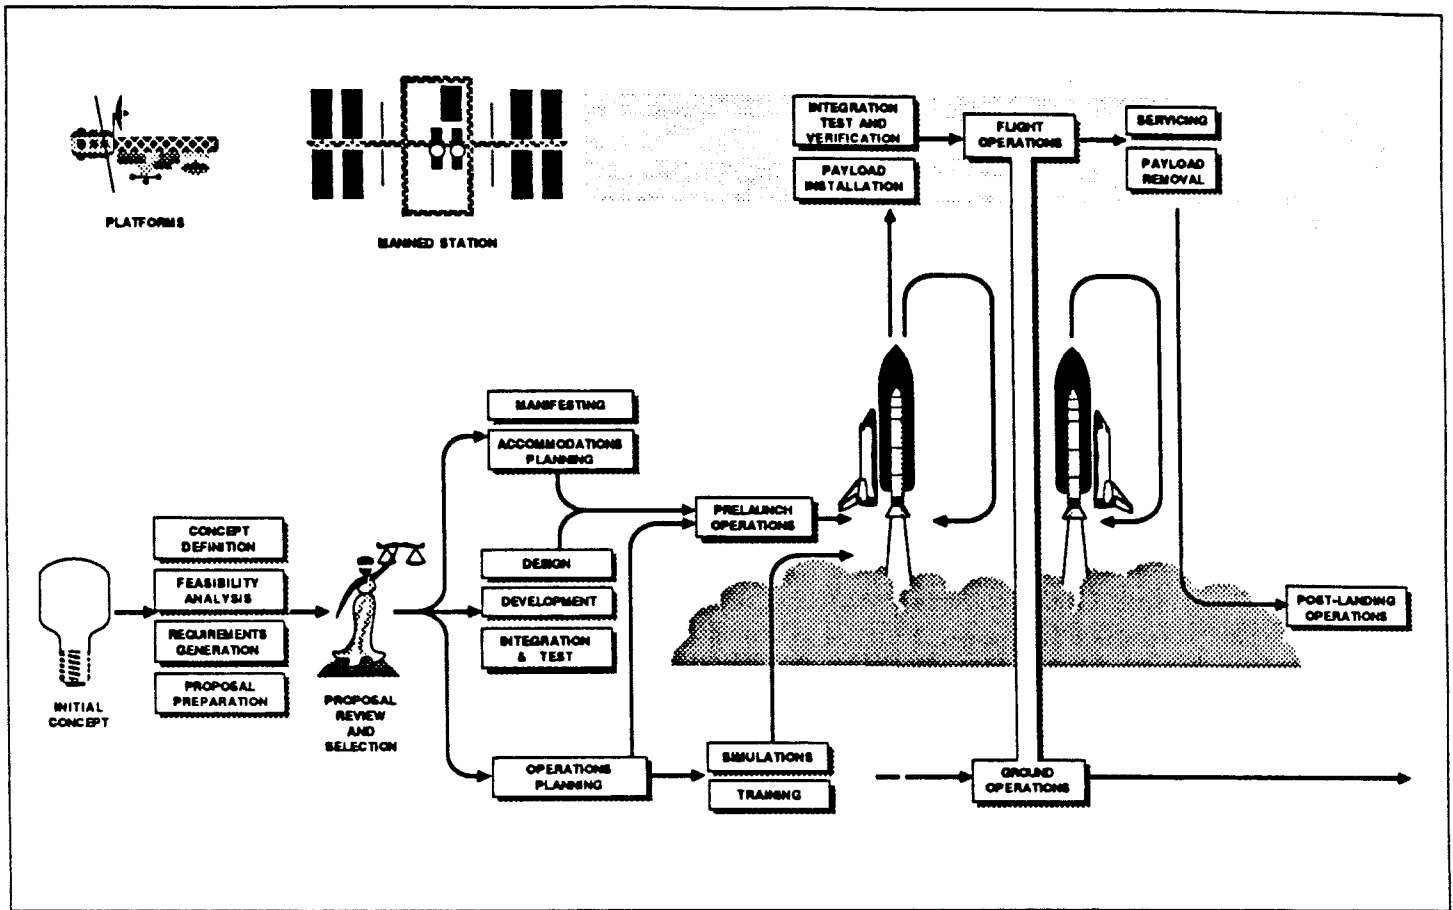 PLATFORMS
MANNED STATION
INTEGRATION
TEST AND
VERIFICATION
PAYLOAD
INSTALLATION
FLIGHT
OPERATIONS
SERVICING
PAYLOAD
REMOVAL
MANIFESTING
ACCOMMODATIONS
PLANNING
PRELAUNCH
OPERATIONS
CONCEPT
DEFINITION
FEASIBILITY
ANALYSIS
REQUIREMENTS
GENERATION
PROPOSAL
PREPARATION
INITIAL
CONCEPT
PROPOSAL
REVIEW
AND
SELECTION
DESIGN
DEVELOPMENT
INTEGRATION
& TEST
OPERATIONS
PLANNING
SIMULATIONS
TRAINING
GROUND
OPERATIONS
POST-LANDING
OPERATIONS